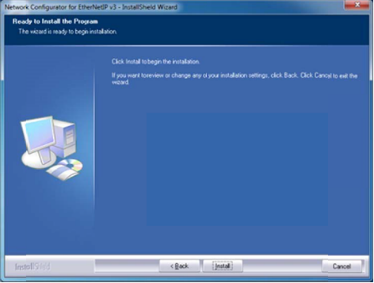 Network Configurator for EtherNet/IP v3 - InstallShield Wizard
Ready to Install the Program
The wizard is ready to begin installation.
Click Install to begin the installation.
If you want to review or change any of your installation settings, click Back. Click Cancel to exit the
wizard.
InstallShield
< Back
Install
Cancel